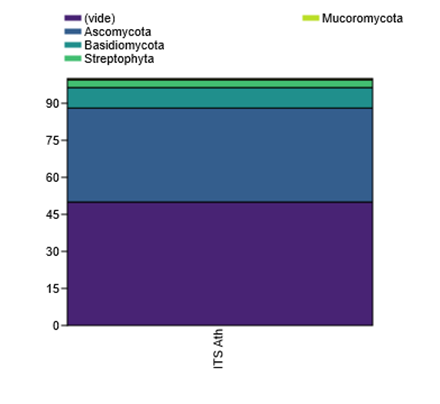 (vide)
Ascomycota
Basidiomycota
Streptophyta
Mucoromycota
90
75
60
45
30
15
0
ITS Ath